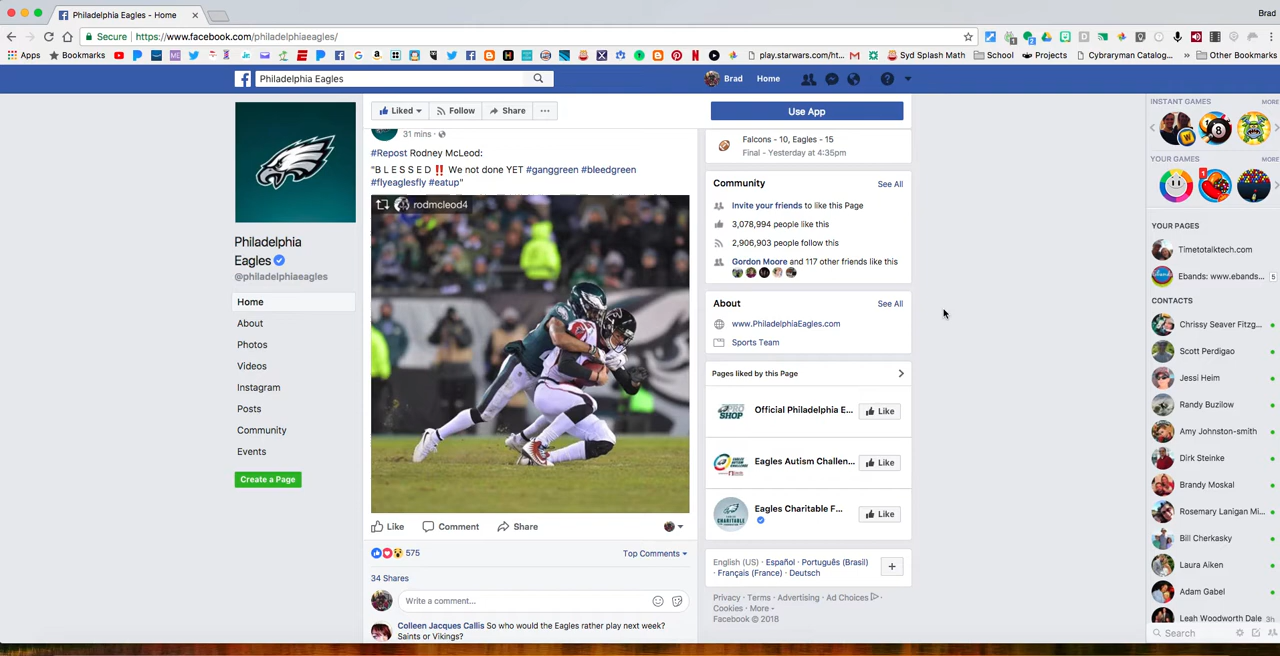 Philadelphia Eagles - Home
Brad
Secure
https://www.facebook.com/philadelphiaeagles/
Apps
Bookmarks
play.starwars.com/ht...
Syd Splash Math
School
Projects
Cybraryman Catalog...
Other Bookmarks
Philadelphia Eagles
Brad
Home
Liked
Follow
Share
Use App
31 mins
#Repost Rodney McLeod:
"B L E S S E D ‼ We not done YET #ganggreen #bleedgreen
#flyeaglesfly #eatup"
rodmcleod4
Philadelphia
Eagles
@philadelphiaeagles
Home
About
Photos
Videos
Instagram
Posts
Community
Events
Create a Page
Like
Comment
Share
575
Top Comments
34 Shares
Write a comment...
Colleen Jacques Callis So who would the Eagles rather play next week?
Saints or Vikings?
Falcons - 10, Eagles - 15
Final - Yesterday at 4:35pm
Community
See All
Invite your friends to like this Page
3,078,994 people like this
2,906,903 people follow this
Gordon Moore and 117 other friends like this
About
See All
www.PhiladelphiaEagles.com
Sports Team
Pages liked by this Page
PRO
SHOP
Official Philadelphia E...
Like
Eagles Autism Challen...
Like
Eagles Charitable F...
Like
English (US) · Español · Português (Brasil)
· Français (France) · Deutsch
Privacy · Terms · Advertising · Ad Choices ·
Cookies · More
Facebook © 2018
INSTANT GAMES
MORE
YOUR GAMES
MORE
YOUR PAGES
Timetotalktech.com
Ebands: www.ebands...
5
CONTACTS
Chrissy Seaver Fitzg...
Scott Perdigao
Jessi Heim
Randy Buzilow
Amy Johnston-smith
Dirk Steinke
Brandy Moskal
Rosemary Lanigan Mi...
Bill Cherkasky
Laura Aiken
Adam Gabel
Leah Woodworth Dale
3h
Search